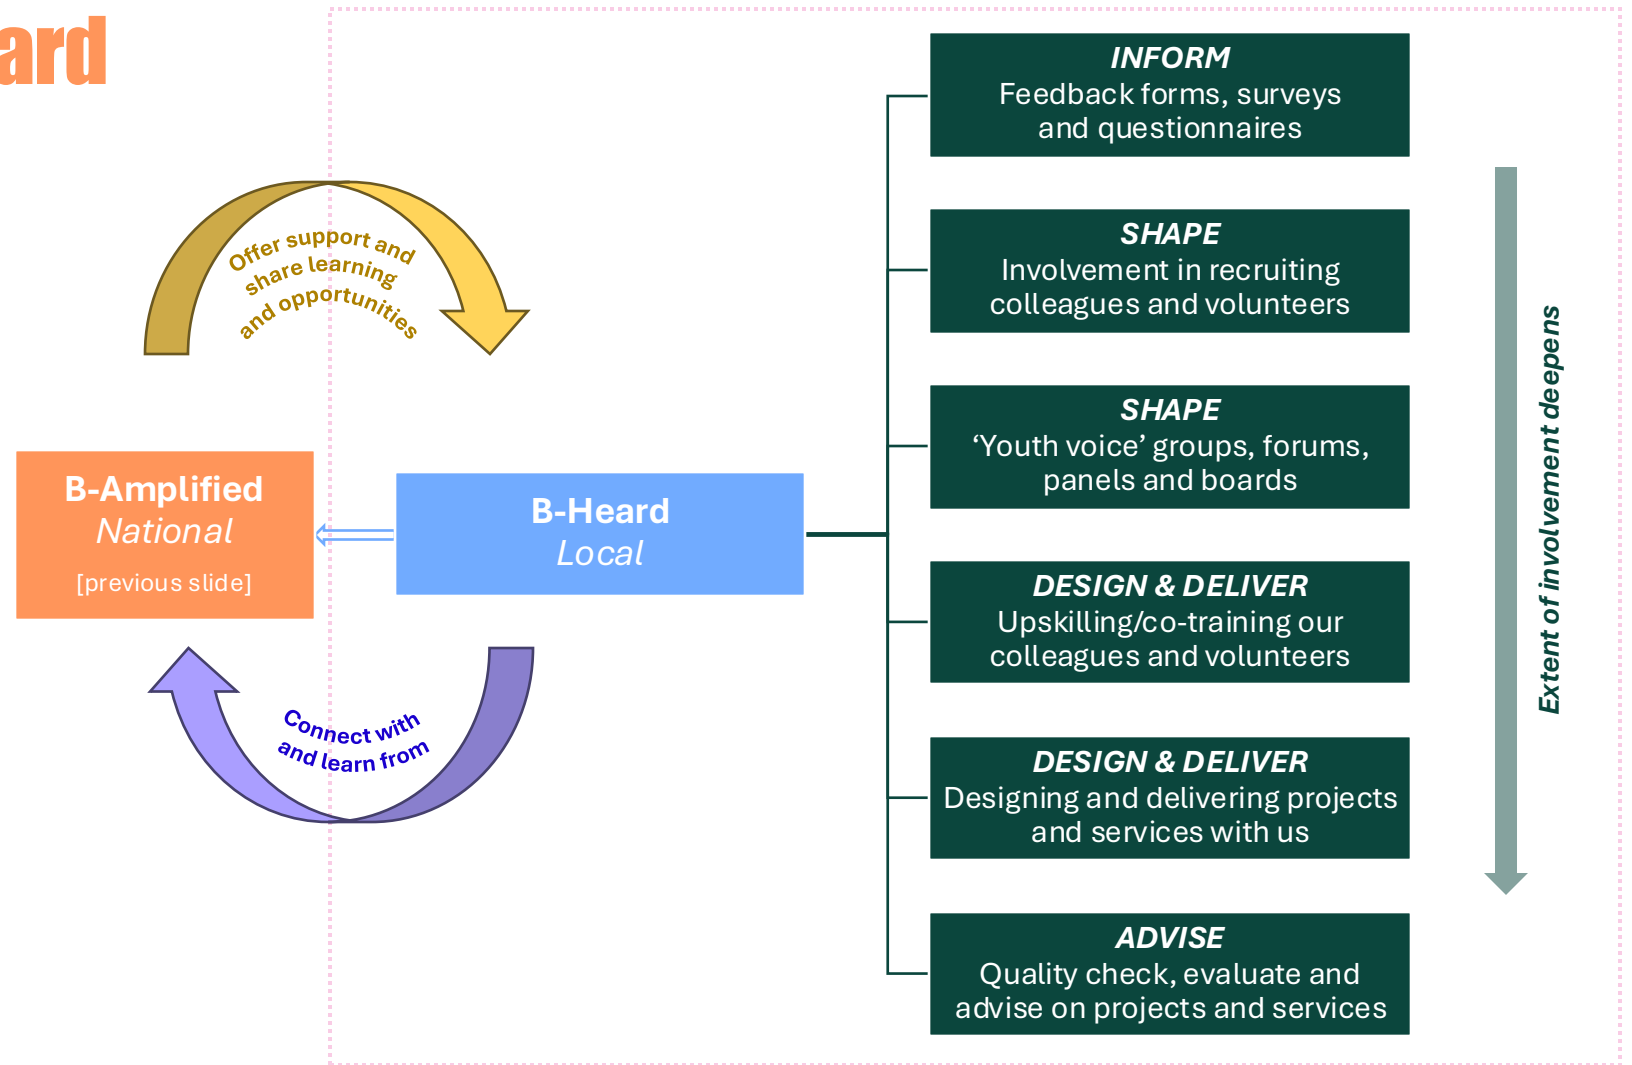 ard
Offer support and
share learning
and opportunities
B-Amplified
National
[previous slide]
B-Heard
Local
Connect with
and learn from
INFORM
Feedback forms, surveys
and questionnaires
SHAPE
Involvement in recruiting
colleagues and volunteers
SHAPE
‘Youth voice’ groups, forums,
panels and boards
DESIGN & DELIVER
Upskilling/co-training our
colleagues and volunteers
DESIGN & DELIVER
Designing and delivering projects
and services with us
ADVISE
Quality check, evaluate and
advise on projects and services
Extent of involvement deepens